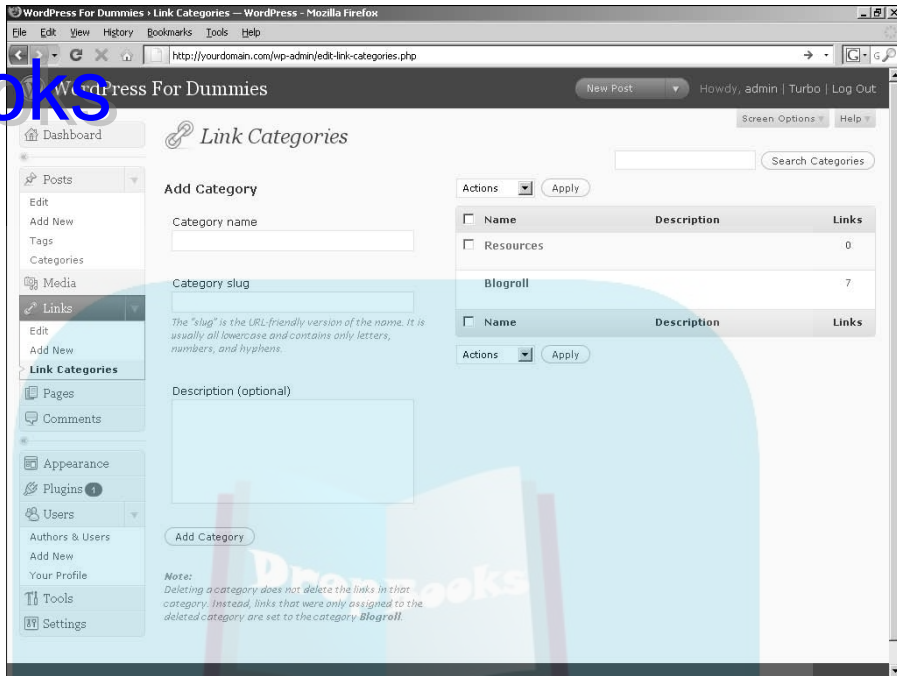 WordPress For Dummies › Link Categories — WordPress - Mozilla Firefox
File Edit View History Bookmarks Tools Help
http://yourdomain.com/wp-admin/edit-link-categories.php
oks
WordPress For Dummies
New Post
Howdy, admin | Turbo | Log Out
Screen Options
Help
Dashboard
Posts
Edit
Add New
Tags
Categories
Media
Links
Edit
Add New
Link Categories
Pages
Comments
Appearance
Plugins 1
Users
Authors & Users
Add New
Your Profile
Tools
Settings
Link Categories
Search Categories
Add Category
Category name
Category slug
The "slug" is the URL-friendly version of the name. It is
usually all lowercase and contains only letters,
numbers, and hyphens.
Description (optional)
Add Category
Note:
Deleting a category does not delete the links in that
category. Instead, links that were only assigned to the
deleted category are set to the category Blogroll.
Actions Apply
Name Description Links
Resources 0
Blogroll 7
Name Description Links
Actions Apply
DropBooks